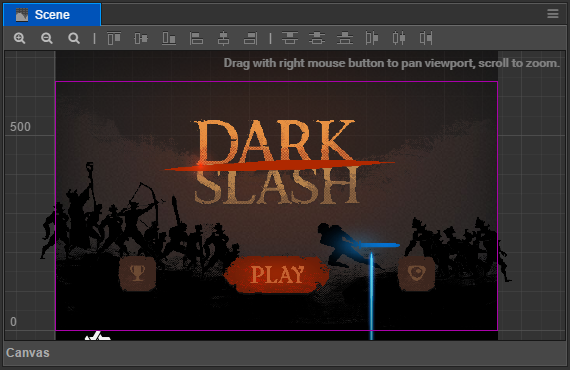 Scene
Drag with right mouse button to pan viewport, scroll to zoom.
500
DARK
SLASH
PLAY
0
Canvas